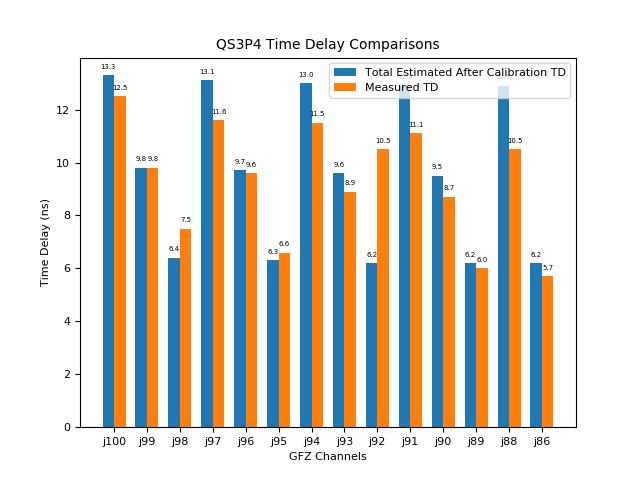 QS3P4 Time Delay Comparisons
Total Estimated After Calibration TD
Measured TD
13.3 12.5 9.8 9.8 6.4 7.5 13.1 11.6 9.7 9.6 6.3 6.6 13.0 11.5 9.6 8.9 6.2 10.5 11.1 9.5 8.7 6.2 6.0 10.5 6.2 5.7
Time Delay (ns)
12
10
8
6
4
2
0
j100 j99 j98 j97 j96 j95 j94 j93 j92 j91 j90 j89 j88 j86
GFZ Channels